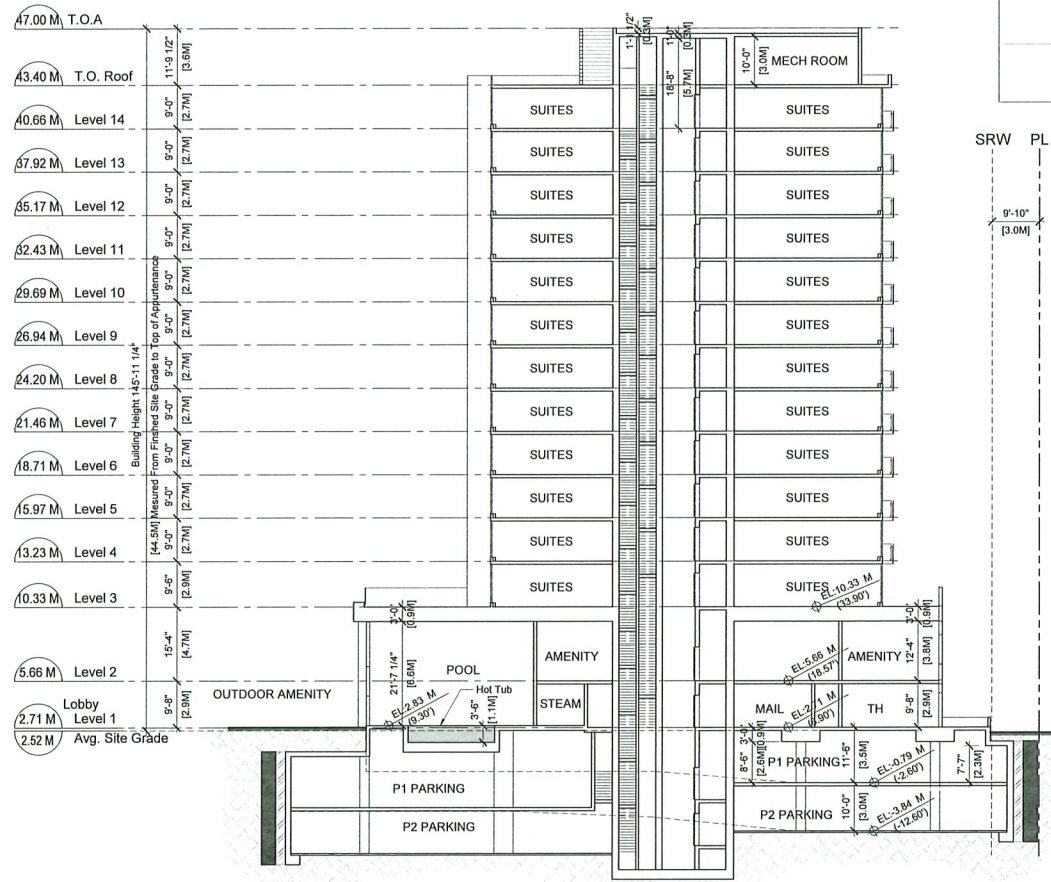 47.00 M T.O.A
43.40 M T.O. Roof
40.66 M Level 14
37.92 M Level 13
35.17 M Level 12
32.43 M Level 11
29.69 M Level 10
26.94 M Level 9
24.20 M Level 8
21.46 M Level 7
18.71 M Level 6
15.97 M Level 5
13.23 M Level 4
10.33 M Level 3
5.66 M Level 2
Lobby
2.71 M Level 1
2.52 M Avg. Site Grade
Building Height 145'-11 1/4"
[44.5M] Mesured From Finshed Site Grade to Top of Appurtenance
11'-9 1/2"
[3.6M]
9'-0"
[2.7M]
9'-0"
[2.7M]
9'-0"
[2.7M]
9'-0"
[2.7M]
9'-0"
[2.7M]
9'-0"
[2.7M]
9'-0"
[2.7M]
9'-0"
[2.7M]
9'-0"
[2.7M]
9'-0"
[2.7M]
9'-0"
[2.7M]
9'-6"
[2.9M]
15'-4"
[4.7M]
9'-8"
[2.9M]
1'-1 1/2"
[0.3M]
1'-0"
[0.3M]
18'-8"
[5.7M]
10'-0"
[3.0M]
MECH ROOM
SUITES SUITES
SUITES SUITES
SUITES SUITES
SUITES SUITES
SUITES SUITES
SUITES SUITES
SUITES SUITES
SUITES SUITES
SUITES SUITES
SUITES SUITES
SUITES SUITES
SUITES SUITES
EL:10.33 M
(33.90')
3'-0"
[0.9M]
3'-0"
[0.9M]
21'-7 1/4"
[6.6M]
POOL
AMENITY
EL:5.66 M
(18.57')
AMENITY
12'-4"
[3.8M]
OUTDOOR AMENITY
EL:2.83 M
(9.30')
Hot Tub
3'-6"
[1.1M]
STEAM
MAIL
TH
9'-8"
[2.9M]
3'-0"
[0.9M]
8'-6"
[2.6M]
P1 PARKING
11'-6"
[3.5M]
EL:-0.79 M
(-2.60')
7'-7"
[2.3M]
P1 PARKING
P2 PARKING
P2 PARKING
10'-0"
[3.0M]
EL:-3.84 M
(-12.60')
SRW PL
9'-10"
[3.0M]